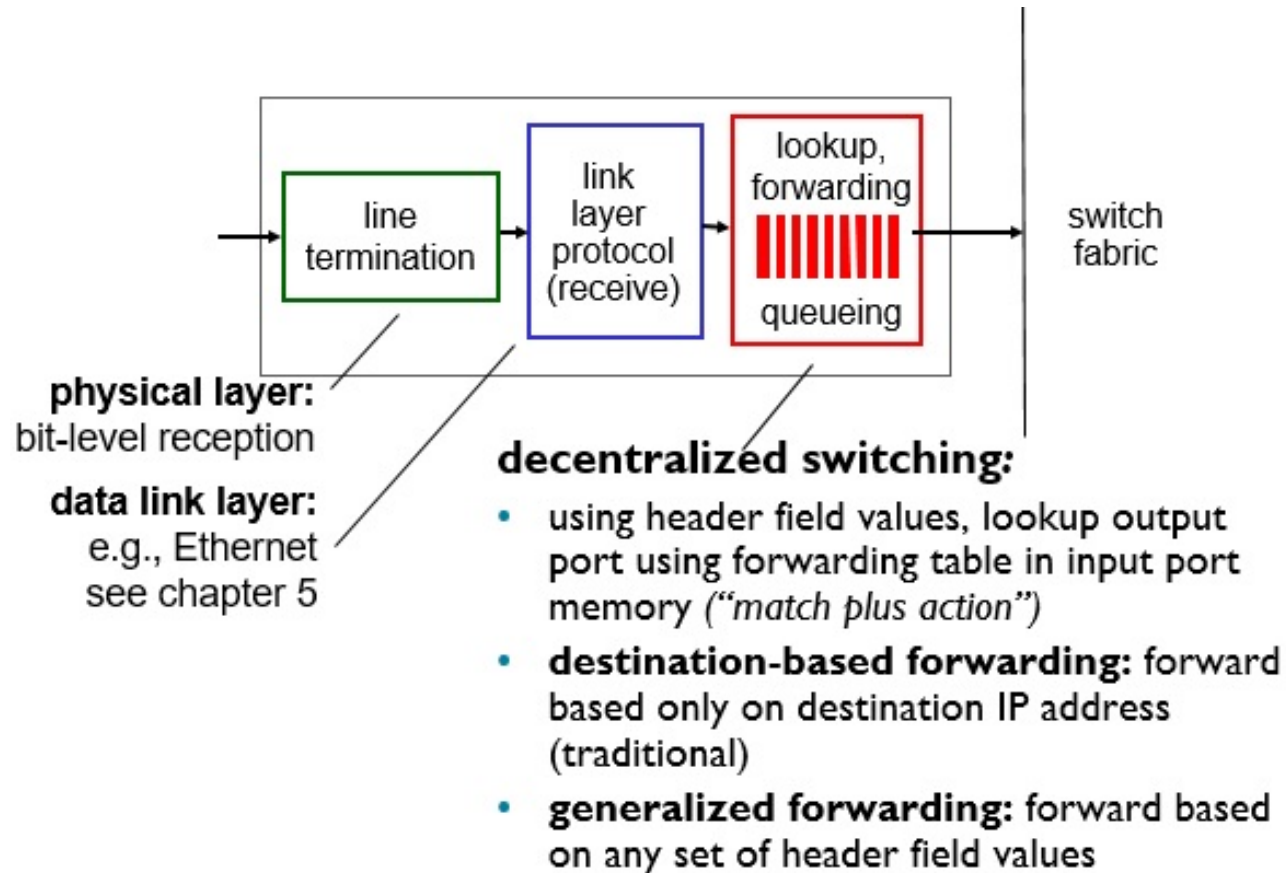 line
termination
link
layer
protocol
(receive)
lookup,
forwarding
queueing
switch
fabric
physical layer:
bit-level reception
data link layer:
e.g., Ethernet
see chapter 5
decentralized switching:
• using header field values, lookup output
port using forwarding table in input port
memory (“match plus action”)
• destination-based forwarding: forward
based only on destination IP address
(traditional)
• generalized forwarding: forward based
on any set of header field values